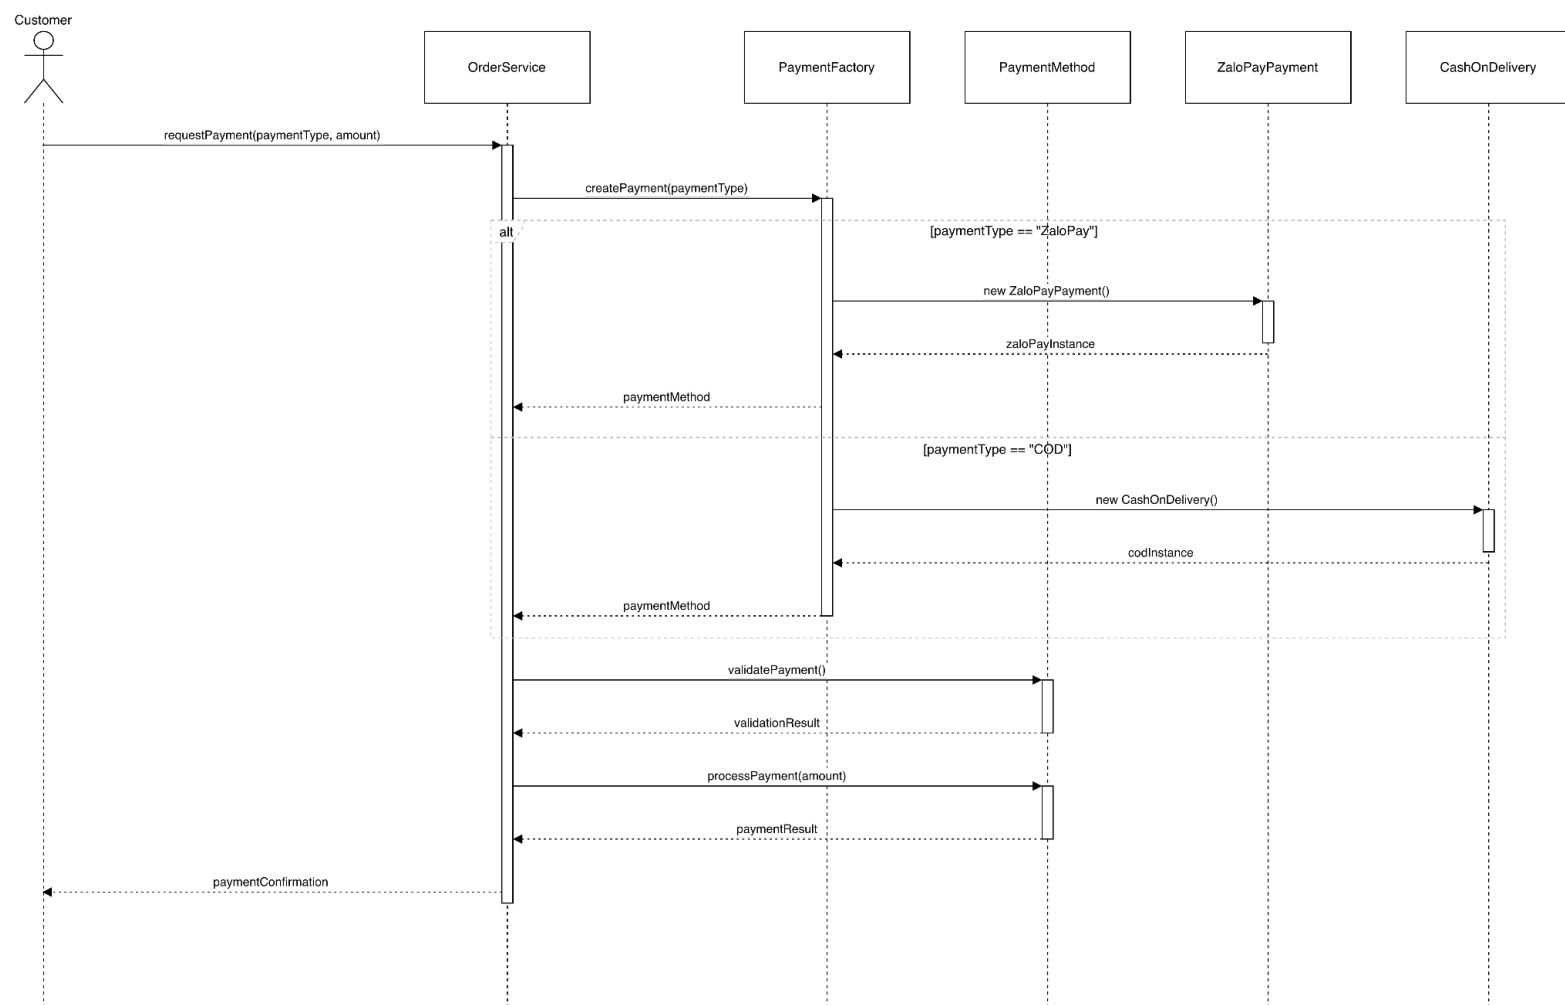 Customer
OrderService
PaymentFactory
PaymentMethod
ZaloPayPayment
CashOnDelivery
requestPayment(paymentType, amount)
createPayment(paymentType)
alt
[paymentType == "ZaloPay"]
new ZaloPayPayment()
zaloPayInstance
paymentMethod
[paymentType == "COD"]
new CashOnDelivery()
codInstance
paymentMethod
validatePayment()
validationResult
processPayment(amount)
paymentResult
paymentConfirmation